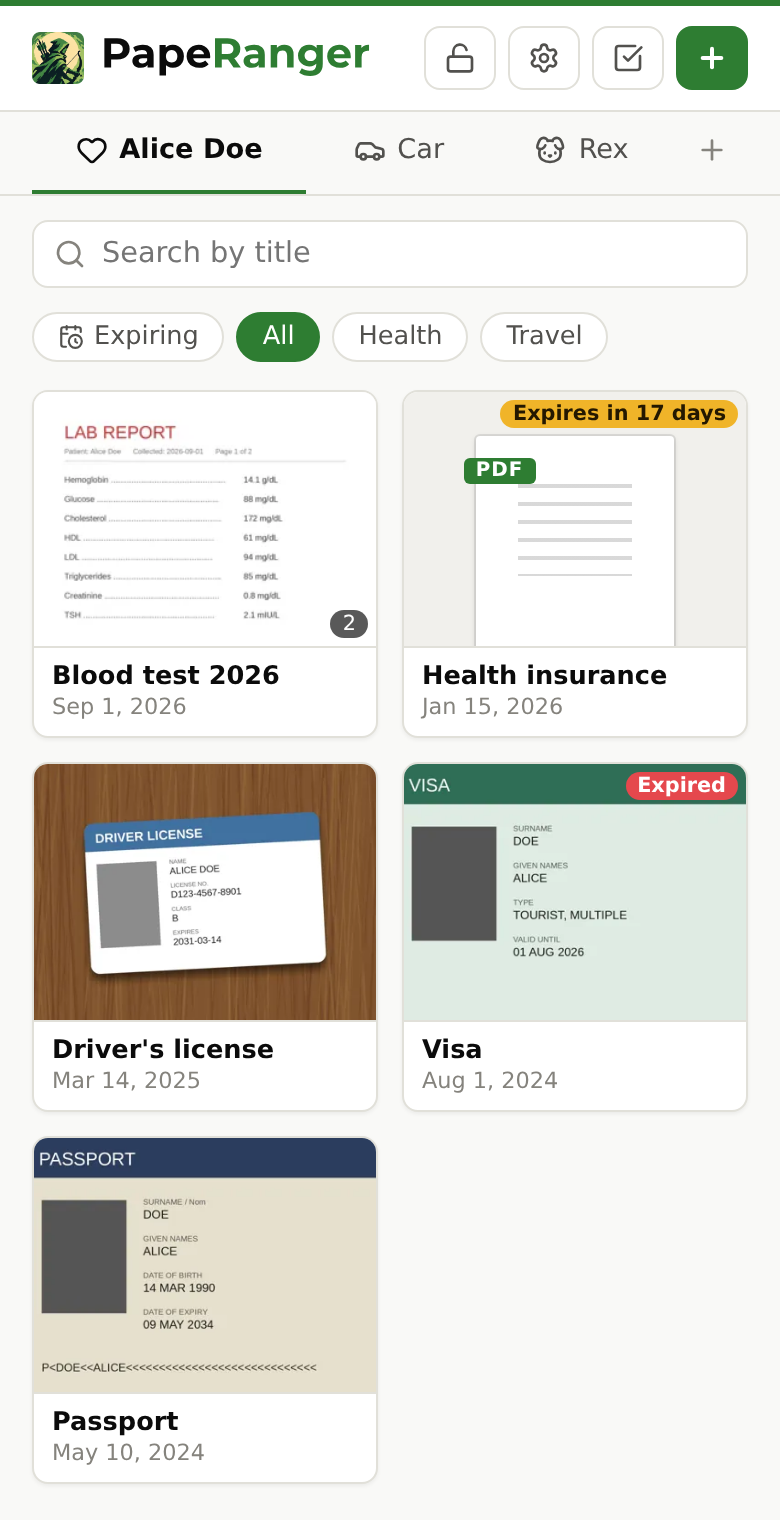 PapeRanger
Alice Doe
Car
Rex
Search by title
Expiring
All
Health
Travel
LAB REPORT
Patient: Alice Doe Collected: 2026-09-01 Page 1 of 2
Hemoglobin 14.1 g/dL
Glucose 88 mg/dL
Cholesterol 172 mg/dL
HDL 61 mg/dL
LDL 94 mg/dL
Triglycerides 85 mg/dL
Creatinine 0.8 mg/dL
TSH 2.1 mIU/L
2
Blood test 2026
Sep 1, 2026
Expires in 17 days
PDF
Health insurance
Jan 15, 2026
DRIVER LICENSE
NAME
ALICE DOE
LICENSE NO.
D123-4567-8901
CLASS
B
EXPIRES
2031-03-14
Driver's license
Mar 14, 2025
VISA
Expired
SURNAME
DOE
GIVEN NAMES
ALICE
TYPE
TOURIST, MULTIPLE
VALID UNTIL
01 AUG 2026
Visa
Aug 1, 2024
PASSPORT
SURNAME / Nom
DOE
GIVEN NAMES
ALICE
DATE OF BIRTH
14 MAR 1990
DATE OF EXPIRY
09 MAY 2034
P<DOE<<ALICE<<<<<<<<<<<<<<<<<<<<<<<<<<<<<
Passport
May 10, 2024